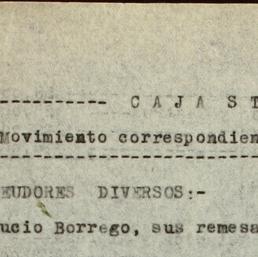 ---------- C A J A S T
Movimiento correspondien
--------------------
EUDORES DIVERSOS:-
ucio Borrego, sus remesa